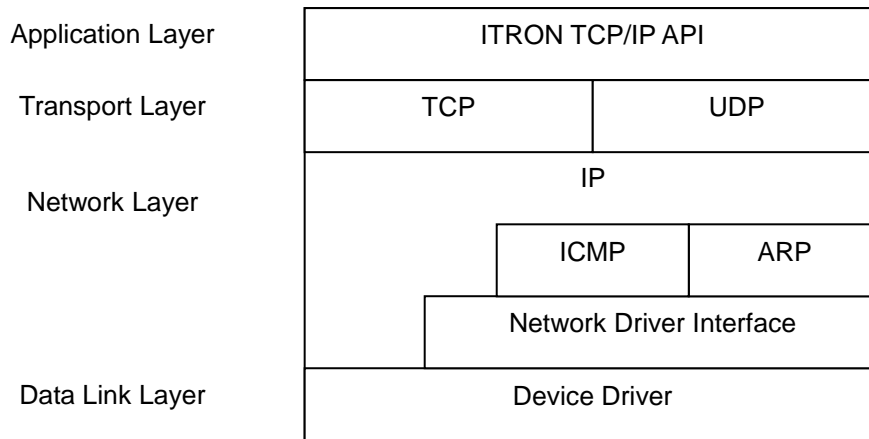 Application Layer ITRON TCP/IP API
Transport Layer TCP UDP
IP
Network Layer
ICMP ARP
Network Driver Interface
Data Link Layer Device Driver